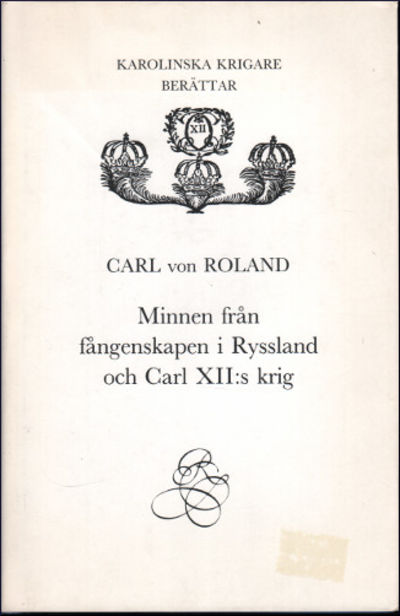 KAROLINSKA KRIGARE
BERÄTTAR
XII
CARL von ROLAND
Minnen från
fångenskapen i Ryssland
och Carl XII:s krig